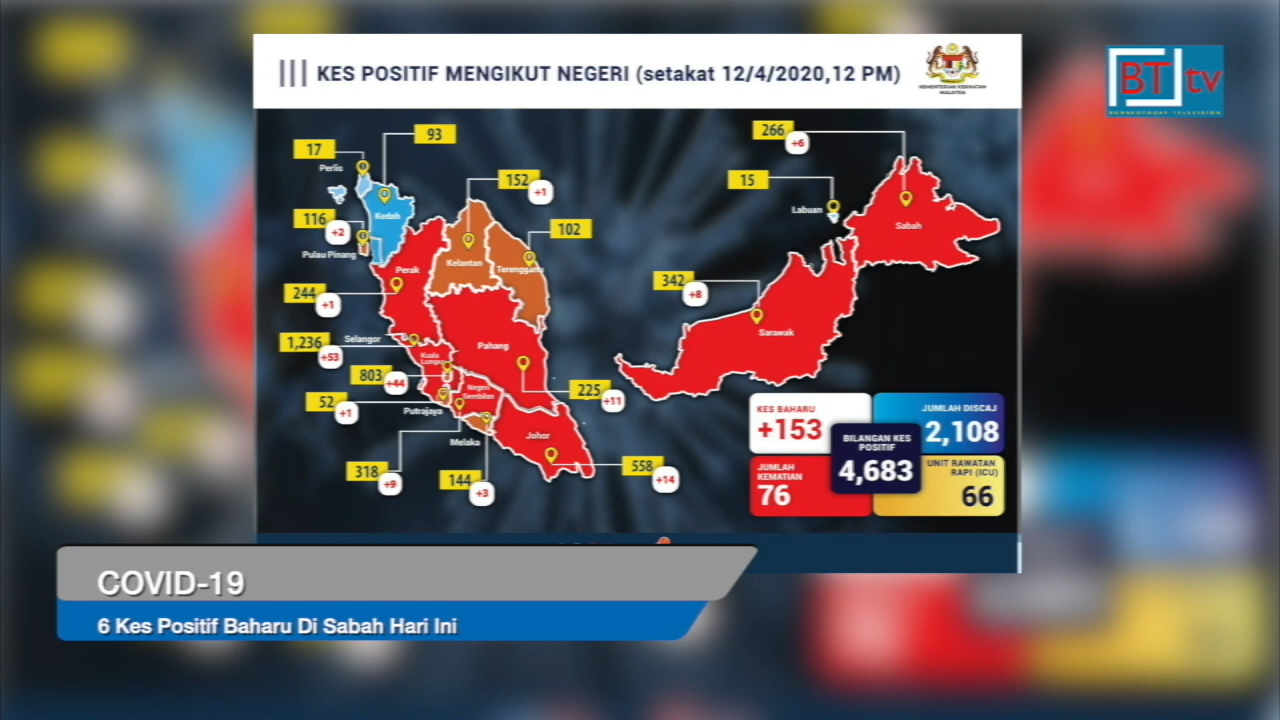 KES POSITIF MENGIKUT NEGERI (setakat 12/4/2020,12 PM)
KEMENTERIAN KESIHATAN
MALAYSIA
BT tv
BORNEOTODAY TELEVISION
93
17
Perlis
152
+1
116
+2
Kedah
102
Pulau Pinang
Kelantan
Terengganu
Perak
244
+1
1,236
+53
Selangor
Pahang
Kuala
Lumpur
803
+44
Negeri
Sembilan
225
+11
52
+1
Putrajaya
Melaka
Johor
318
+9
144
+3
558
+14
266
+6
15
Labuan
Sabah
342
+8
Sarawak
KES BAHARU
+153
JUMLAH DISCAJ
2,108
BILANGAN KES
POSITIF
4,683
JUMLAH
KEMATIAN
76
UNIT RAWATAN
RAPI (ICU)
66
COVID-19
6 Kes Positif Baharu Di Sabah Hari Ini